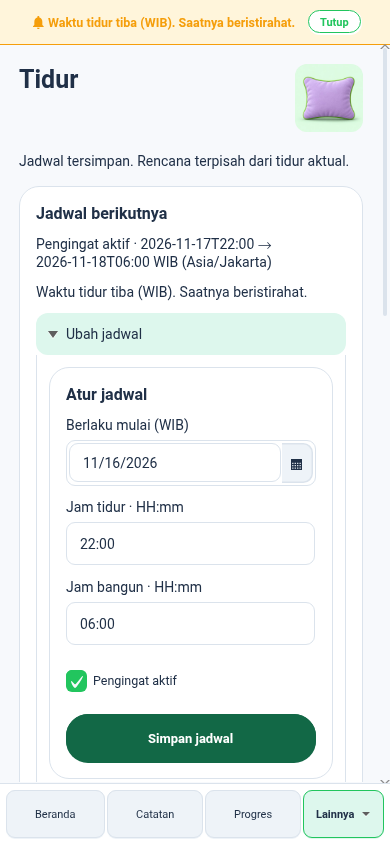 Waktu tidur tiba (WIB). Saatnya beristirahat.
Tutup
Tidur
Jadwal tersimpan. Rencana terpisah dari tidur aktual.
Jadwal berikutnya
Pengingat aktif · 2026-11-17T22:00 →
2026-11-18T06:00 WIB (Asia/Jakarta)
Waktu tidur tiba (WIB). Saatnya beristirahat.
Ubah jadwal
Atur jadwal
Berlaku mulai (WIB)
11/16/2026
Jam tidur · HH:mm
22:00
Jam bangun · HH:mm
06:00
Pengingat aktif
Simpan jadwal
Beranda
Catatan
Progres
Lainnya